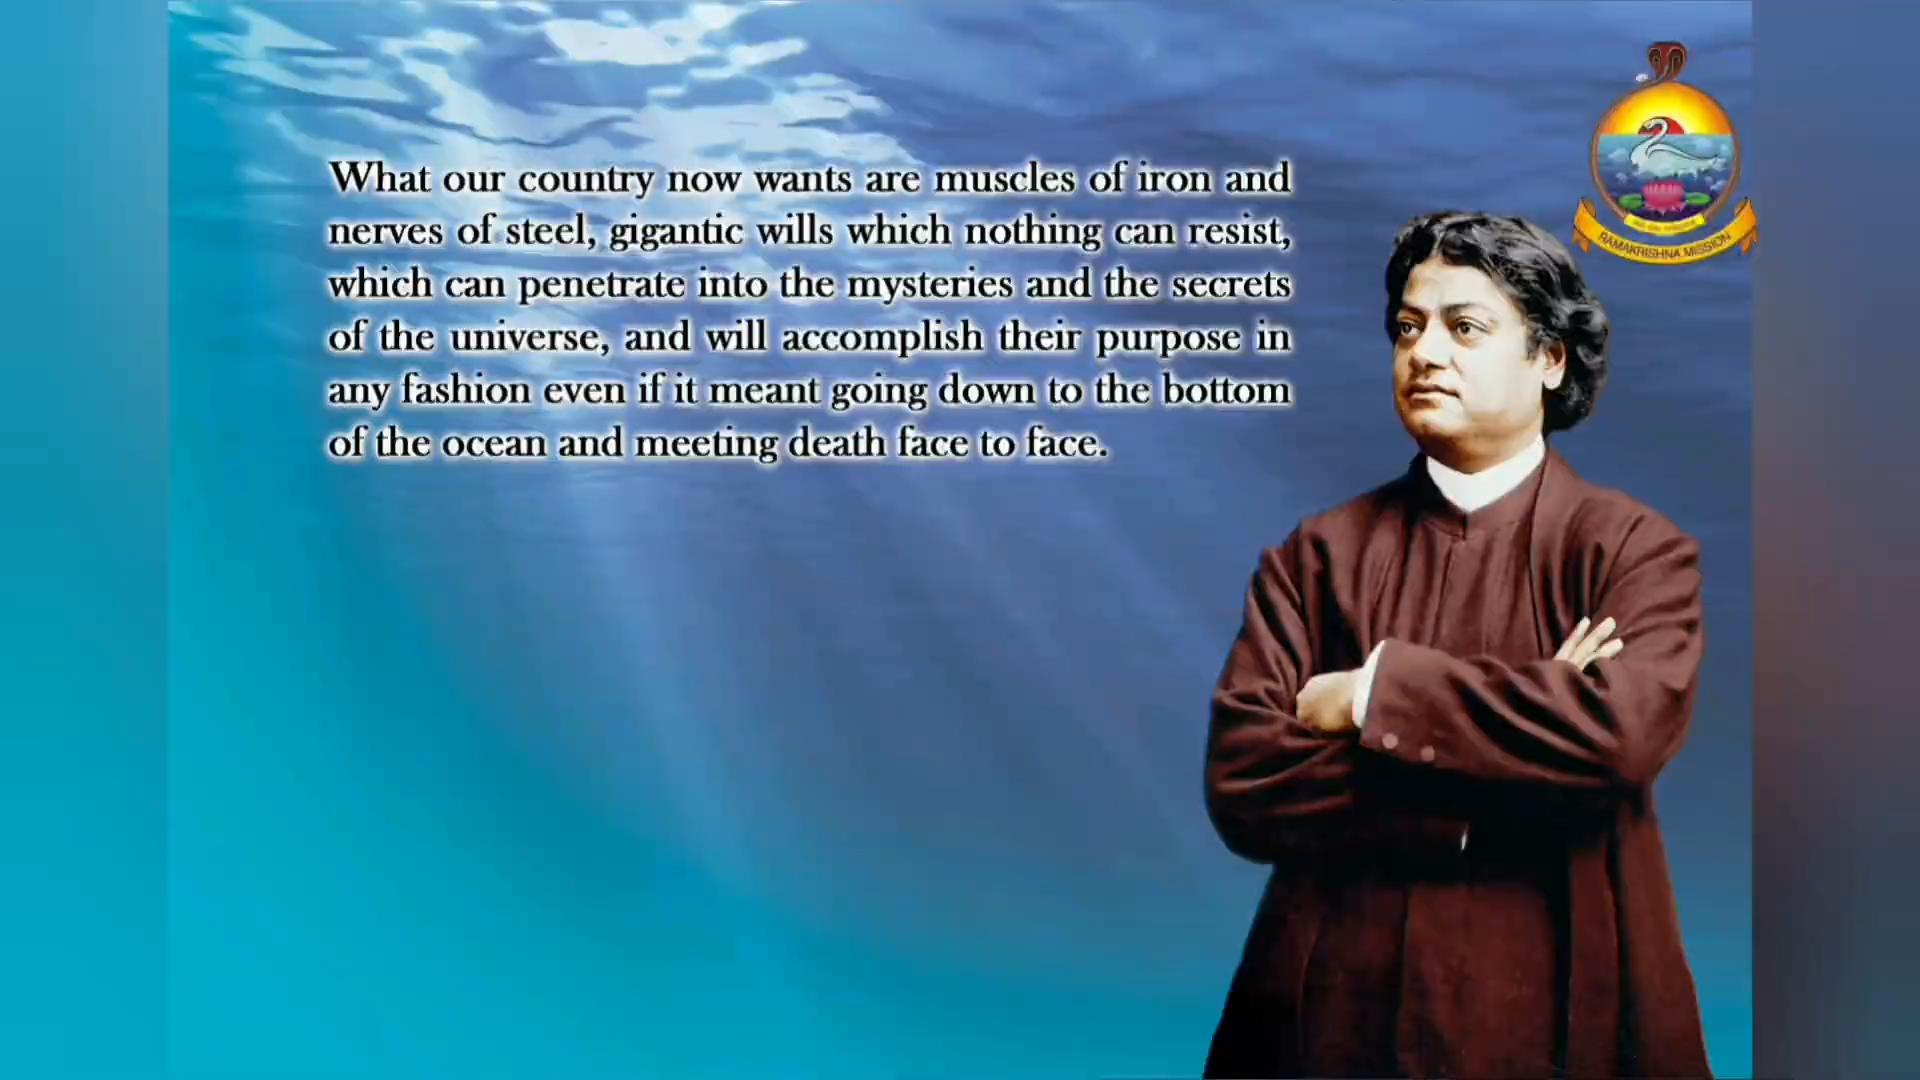 What our country now wants are muscles of iron and
nerves of steel, gigantic wills which nothing can resist,
which can penetrate into the mysteries and the secrets
of the universe, and will accomplish their purpose in
any fashion even if it meant going down to the bottom
of the ocean and meeting death face to face.
RAMAKRISHNA MISSION